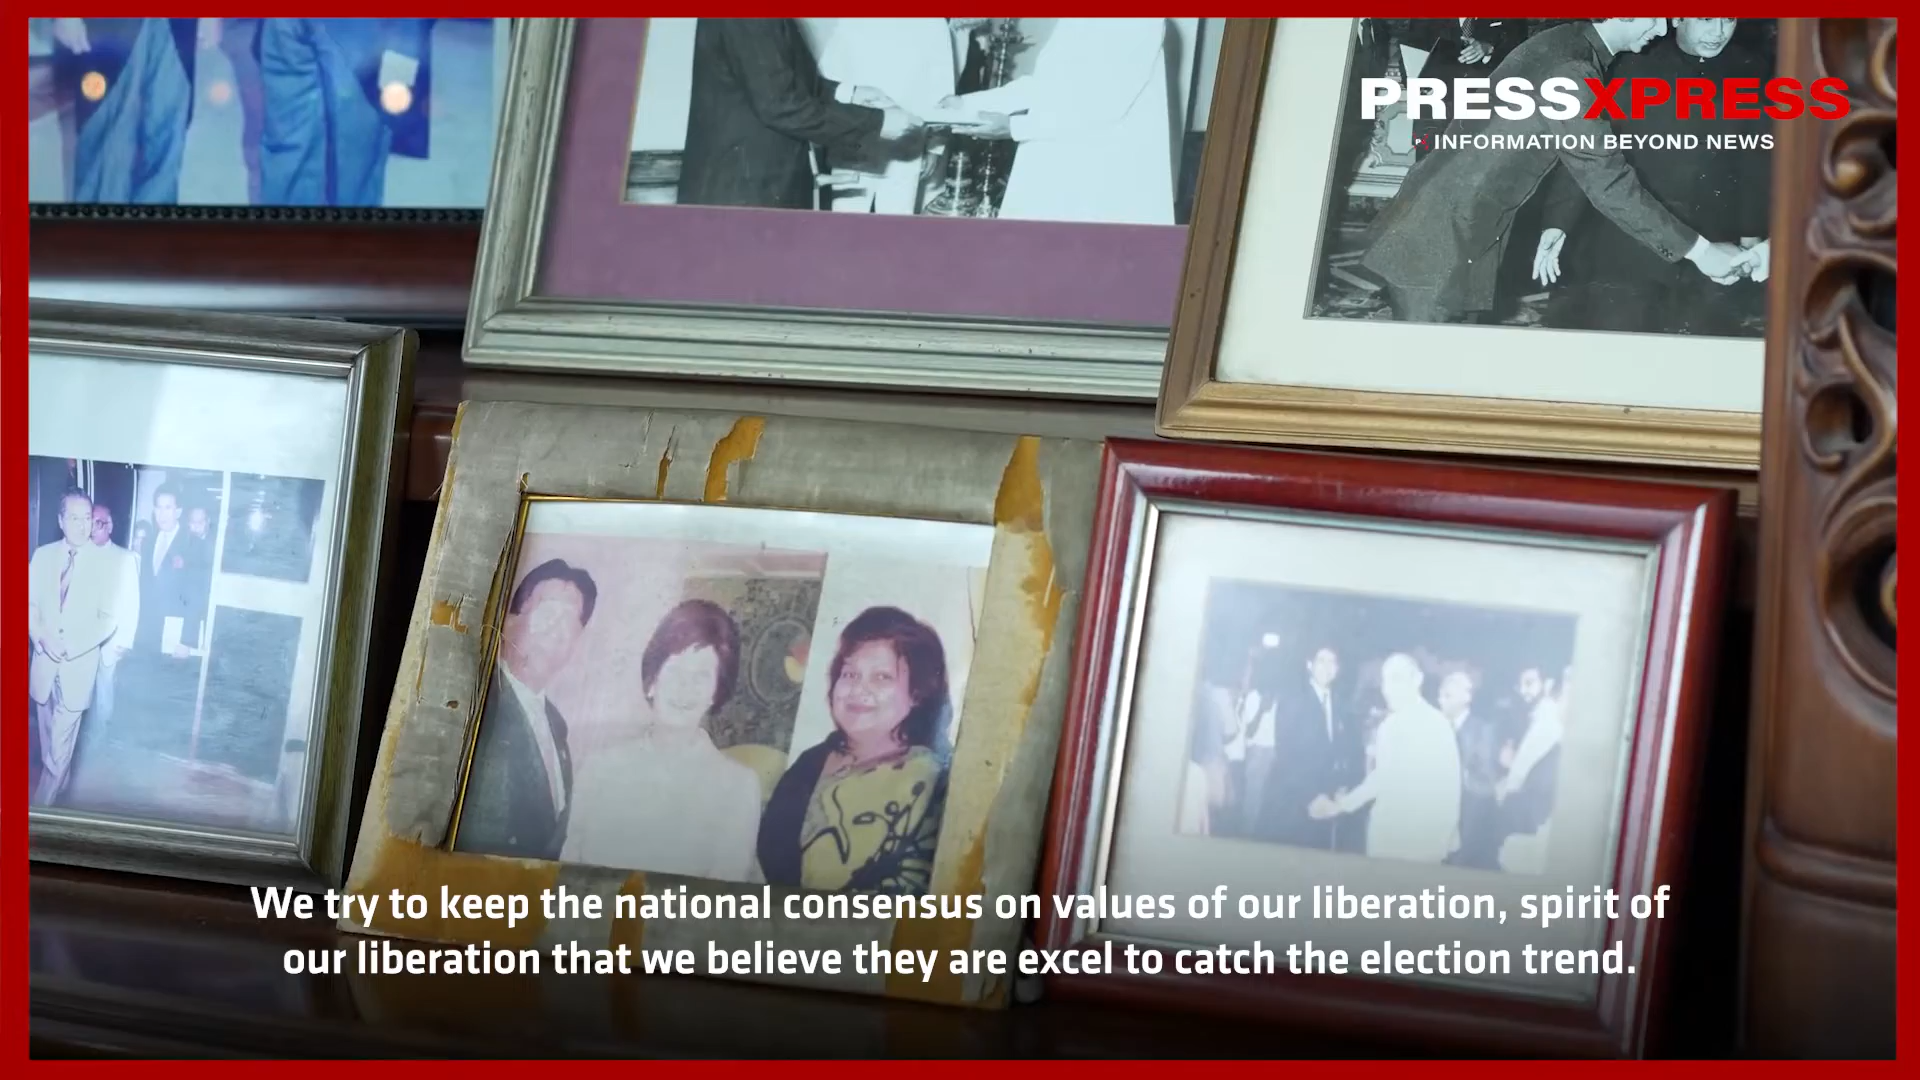 PRESSXPRESS
INFORMATION BEYOND NEWS
We try to keep the national consensus on values of our liberation, spirit of
our liberation that we believe they are excel to catch the election trend.